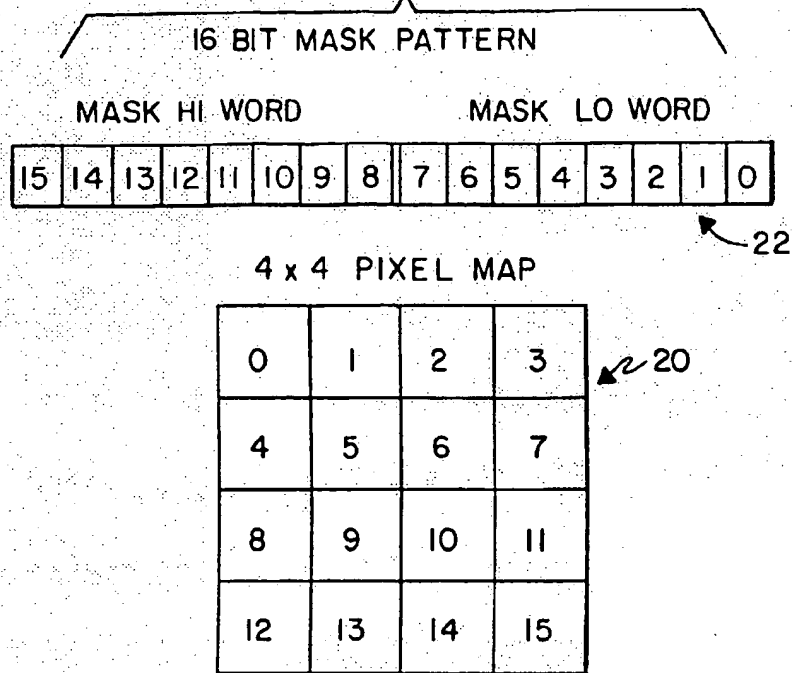 16 BIT MASK PATTERN
MASK HI WORD MASK LO WORD
15 14 13 12 11 10 9 8 7 6 5 4 3 2 1 0
22
4 x 4 PIXEL MAP
0 1 2 3
20
4 5 6 7
8 9 10 11
12 13 14 15